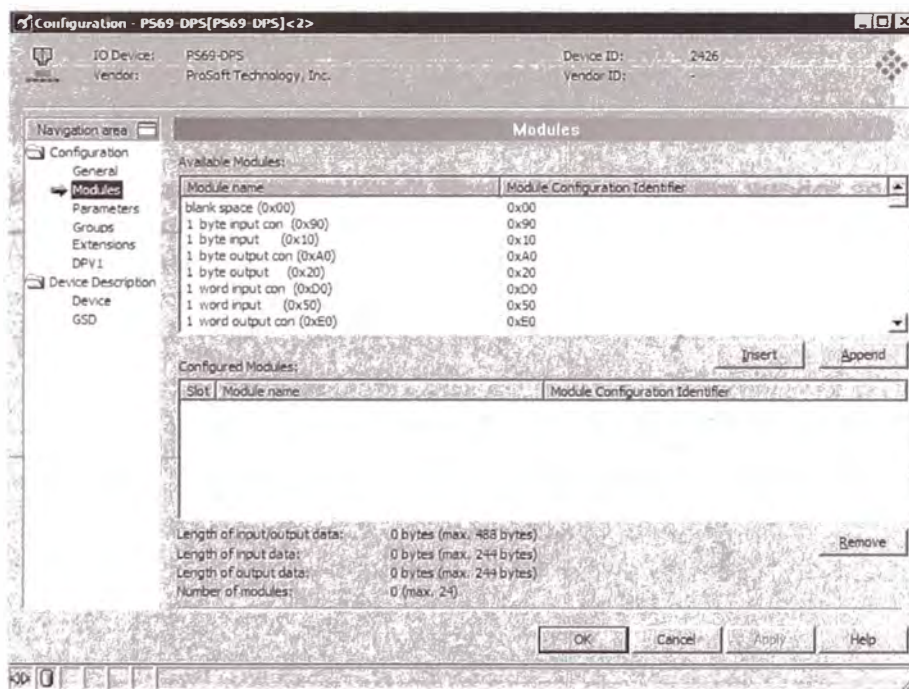 Configuration - PS69-DPS[PS69-DPS]<2>
IO Device: PS69-DPS Device ID: 2426
Vendor: ProSoft Technology, Inc. Vendor ID: -
Navigation area
Modules
Configuration
General
Modules
Parameters
Groups
Extensions
DPV1
Device Description
Device
GSD
Available Modules:
Module name Module Configuration Identifier
blank space (0x00) 0x00
1 byte input con (0x90) 0x90
1 byte input (0x10) 0x10
1 byte output con (0xA0) 0xA0
1 byte output (0x20) 0x20
1 word input con (0xD0) 0xD0
1 word input (0x50) 0x50
1 word output con (0xE0) 0xE0
Insert Append
Configured Modules:
Slot Module name Module Configuration Identifier
Length of input/output data: 0 bytes (max. 488 bytes)
Length of input data: 0 bytes (max. 244 bytes)
Length of output data: 0 bytes (max. 244 bytes)
Number of modules: 0 (max. 24)
Remove
OK Cancel Apply Help